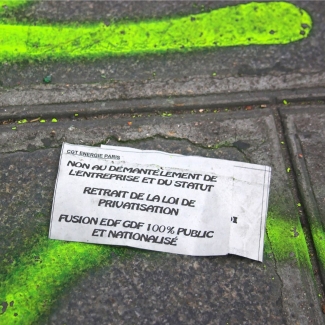 CGT ENERGIE PARIS
NON AU DÉMANTÈLEMENT DE
L'ENTREPRISE ET DU STATUT
RETRAIT DE LA LOI DE
PRIVATISATION
FUSION EDF GDF 100% PUBLIC
ET NATIONALISÉ